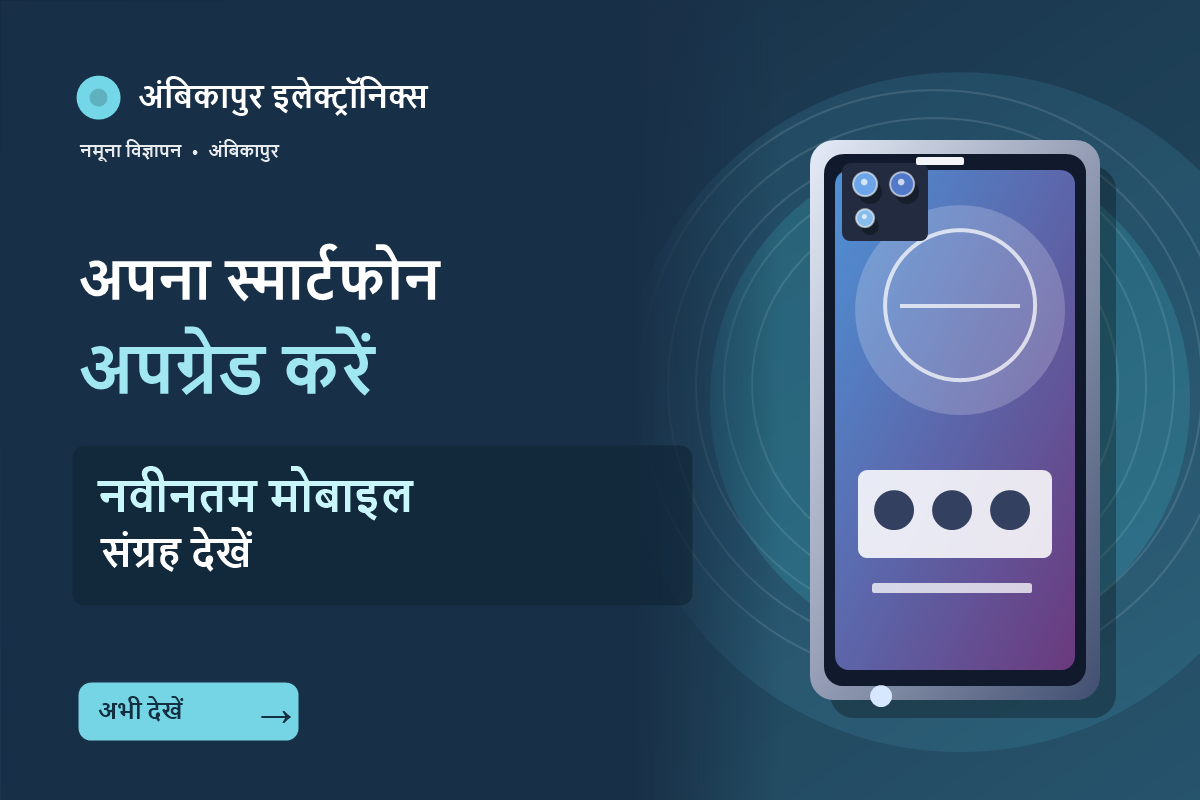 अंबिकापुर इलेक्ट्रॉनिक्स
नमूना विज्ञापन • अंबिकापुर
अपना स्मार्टफोन
अपग्रेड करें
नवीनतम मोबाइल
संग्रह देखें
अभी देखें →